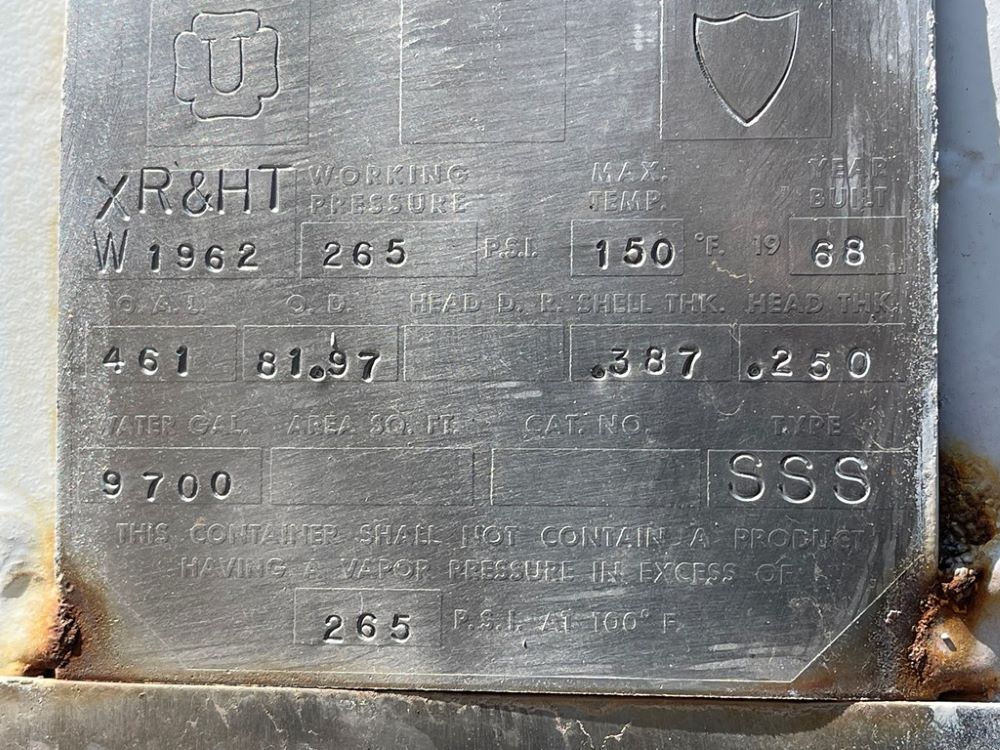 U
XR&HT WORKING PRESSURE MAX. TEMP. YEAR BUILT
W 1962 265 P.S.I. 150 °F. 19 68
O.A.L. O.D. HEAD D. R. SHELL THK. HEAD THK.
461 81.97 .387 .250
WATER GAL. AREA SQ. FT. CAT. NO. TYPE
9700 SSS
THIS CONTAINER SHALL NOT CONTAIN A PRODUCT
HAVING A VAPOR PRESSURE IN EXCESS OF
265 P.S.I. AT 100° F.